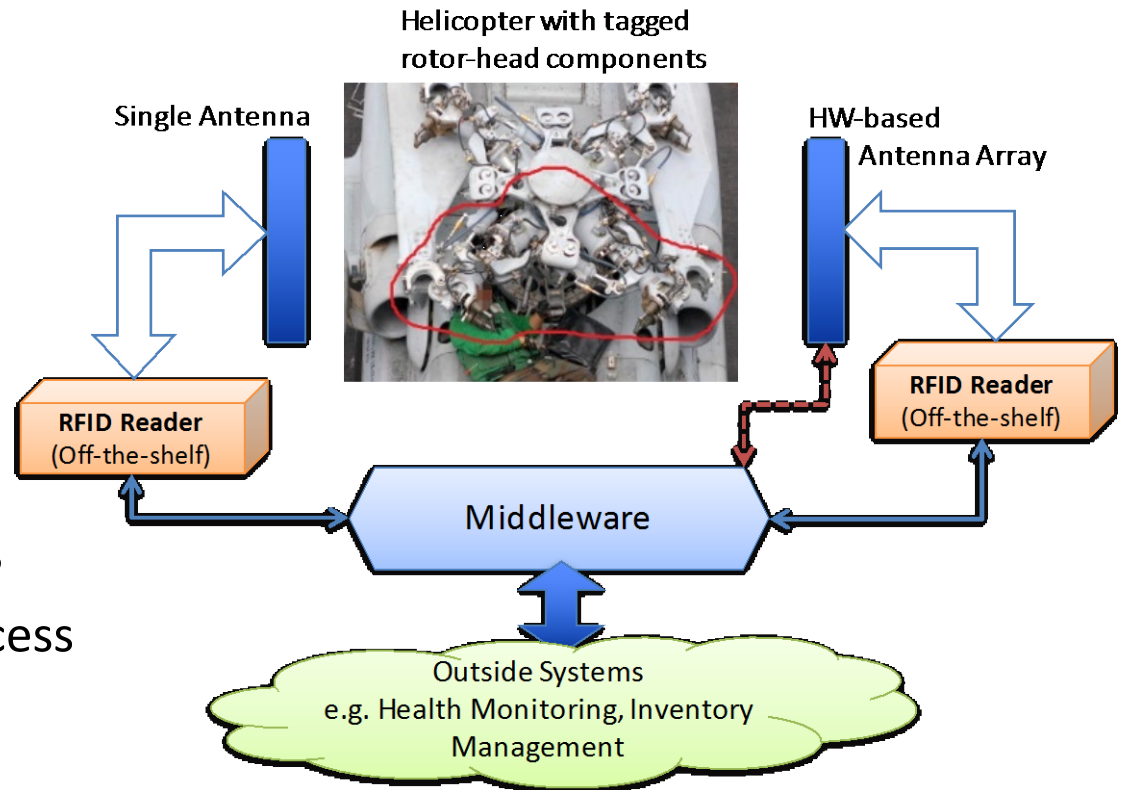 Helicopter with tagged
rotor-head components
Single Antenna
HW-based
Antenna Array
RFID Reader
(Off-the-shelf)
RFID Reader
(Off-the-shelf)
Middleware
Outside Systems
e.g. Health Monitoring, Inventory
Management